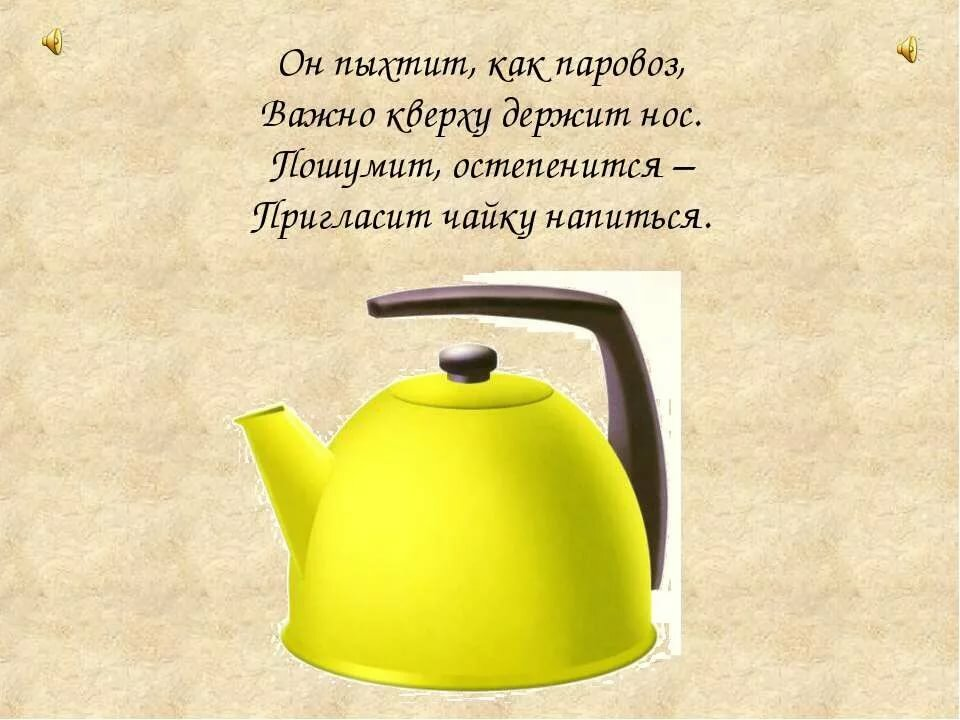 Он пыхтит, как паровоз,
Важно кверху держит нос.
Пошумит, остепенится –
Пригласит чайку напиться.